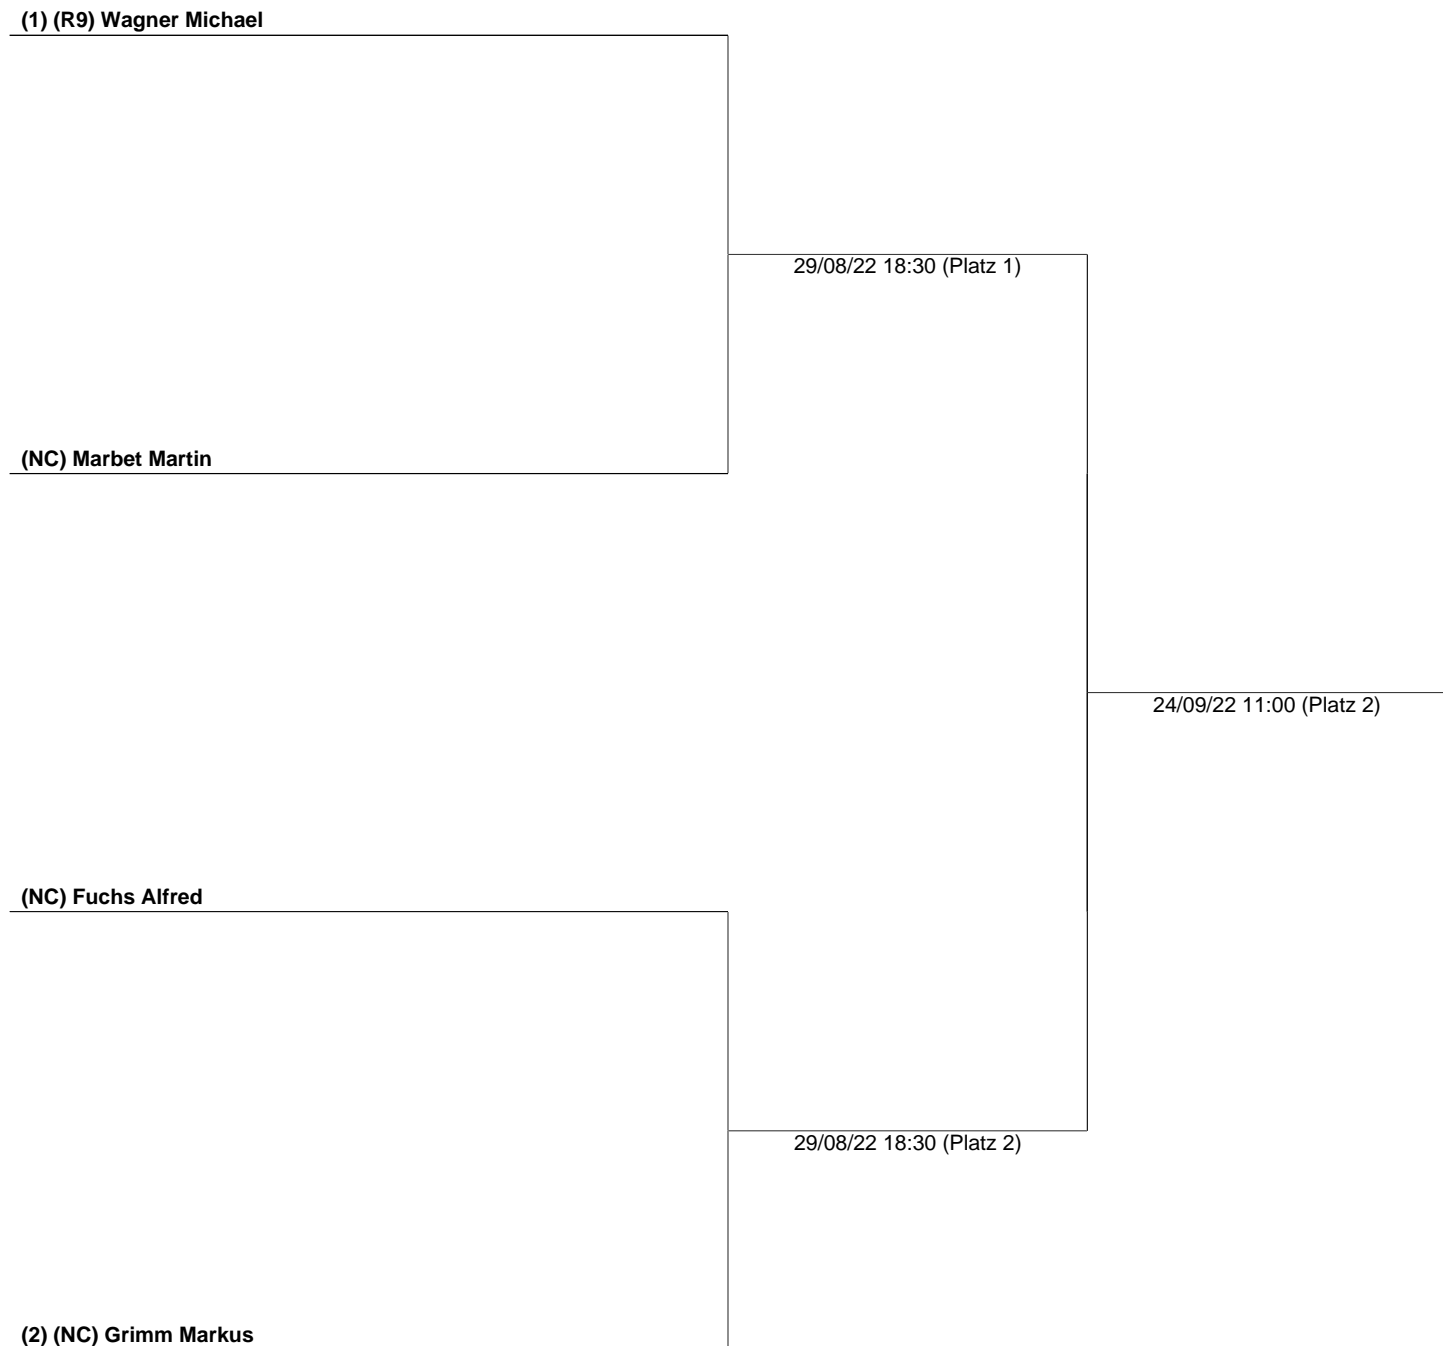 (1) (R9) Wagner Michael
29/08/22 18:30 (Platz 1)
(NC) Marbet Martin
24/09/22 11:00 (Platz 2)
(NC) Fuchs Alfred
29/08/22 18:30 (Platz 2)
(2) (NC) Grimm Markus